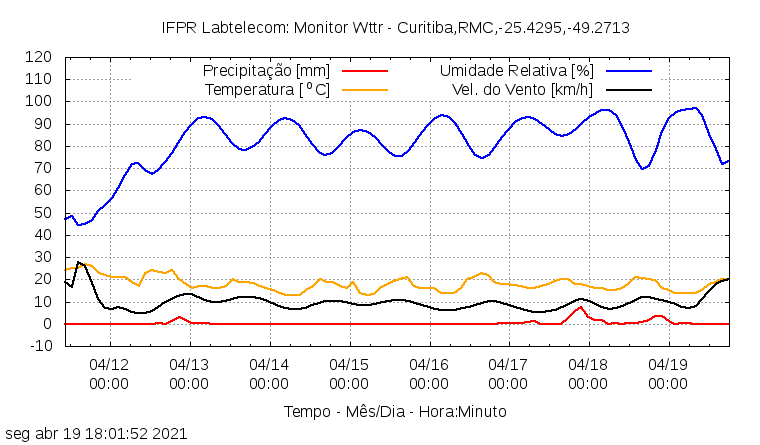 IFPR Labtelecom: Monitor Wttr - Curitiba,RMC,-25.4295,-49.2713
Precipitação [mm]
Umidade Relativa [%]
Temperatura [⁰C]
Vel. do Vento [km/h]
120
110
100
90
80
70
60
50
40
30
20
10
0
-10
04/12 04/13 04/14 04/15 04/16 04/17 04/18 04/19
00:00 00:00 00:00 00:00 00:00 00:00 00:00 00:00
Tempo - Mês/Dia - Hora:Minuto
seg abr 19 18:01:52 2021